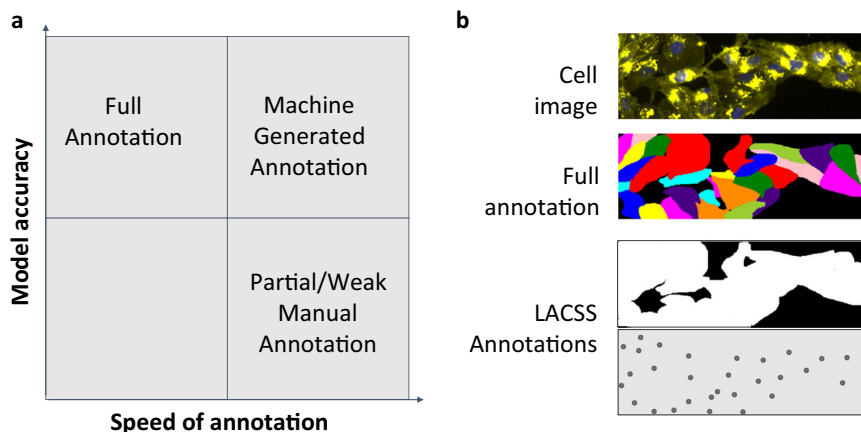 a
Full
Annotation
Machine
Generated
Annotation
Partial/Weak
Manual
Annotation
Model accuracy
Speed of annotation
b
Cell
image
Full
annotation
LACSS
Annotations